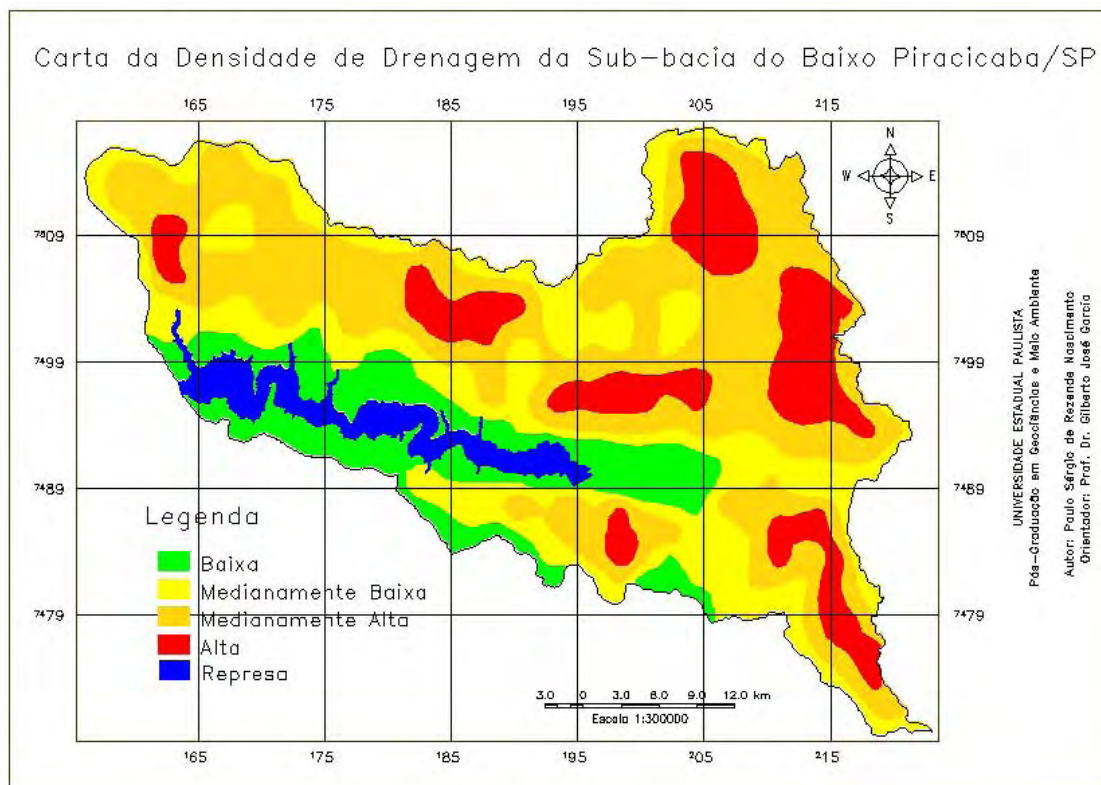 Carta da Densidade de Drenagem da Sub-bacia do Baixo Piracicaba/SP
165 175 185 195 205 215
N
W E
S
7509 7509
7499 7499
7489 7489
7479 7479
Legenda
Baixa
Medianamente Baixa
Medianamente Alta
Alta
Represa
3.0 0 3.0 6.0 9.0 12.0 km
Escala 1:300000
165 175 185 195 205 215
UNIVERSIDADE ESTADUAL PAULISTA
Pós-Graduação em Geociências e Meio Ambiente
Autor: Paulo Sérgio de Rezende Nascimento
Orientador: Prof. Dr. Gilberto José Garcia